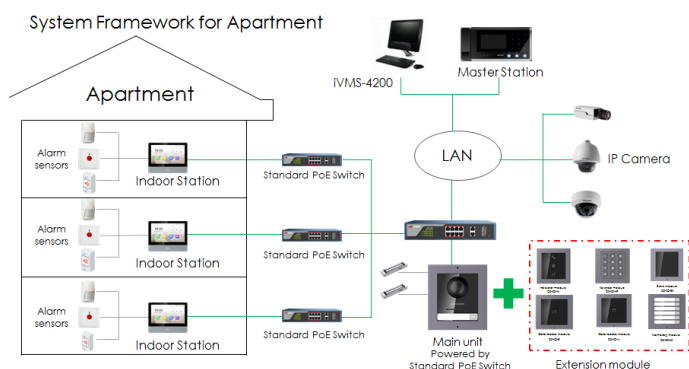 System Framework for Apartment
iVMS-4200
Master Station
Apartment
LAN
IP Camera
Alarm
sensors
Indoor Station
Standard PoE Switch
Alarm
sensors
Indoor Station
Standard PoE Switch
Alarm
sensors
Indoor Station
Standard PoE Switch
Main unit
Powered by
Standard PoE Switch
Extension module